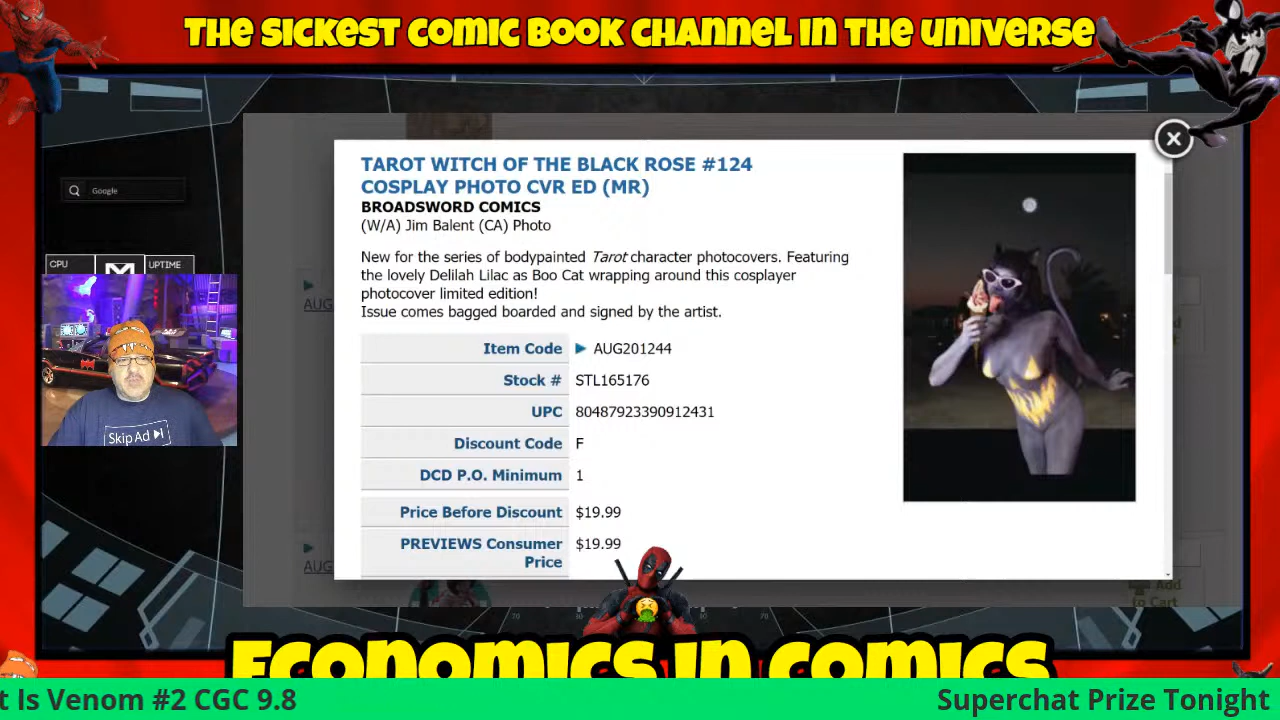 THE SICKEST COMIC BOOK CHANNEL IN THE UNIVERSE
Google
CPU
UPTIME
TAROT WITCH OF THE BLACK ROSE #124
COSPLAY PHOTO CVR ED (MR)
BROADSWORD COMICS
(W/A) Jim Balent (CA) Photo
New for the series of bodypainted Tarot character photocovers. Featuring
the lovely Delilah Lilac as Boo Cat wrapping around this cosplayer
photocover limited edition!
Issue comes bagged boarded and signed by the artist.
Item Code AUG201244
Stock # STL165176
UPC 80487923390912431
Discount Code F
DCD P.O. Minimum 1
Price Before Discount $19.99
PREVIEWS Consumer $19.99
Price
AUG
AUG
Add
to Cart
Skip Ad
ECONOMICS IN COMICS
t Is Venom #2 CGC 9.8
Superchat Prize Tonight